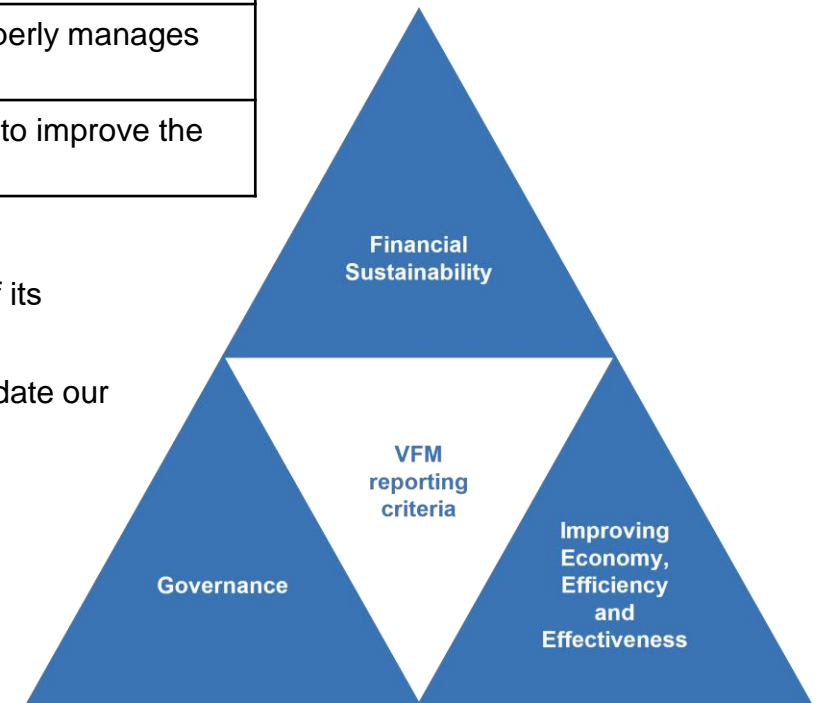 perly manages
to improve the
its
date our
Financial
Sustainability
VFM
reporting
criteria
Governance
Improving
Economy,
Efficiency
and
Effectiveness